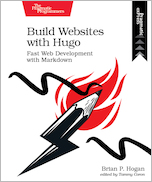 The
Pragmatic
Programmers
Build Websites
with Hugo
Fast Web Development
with Markdown
Brian P. Hogan
edited by Tammy Coron